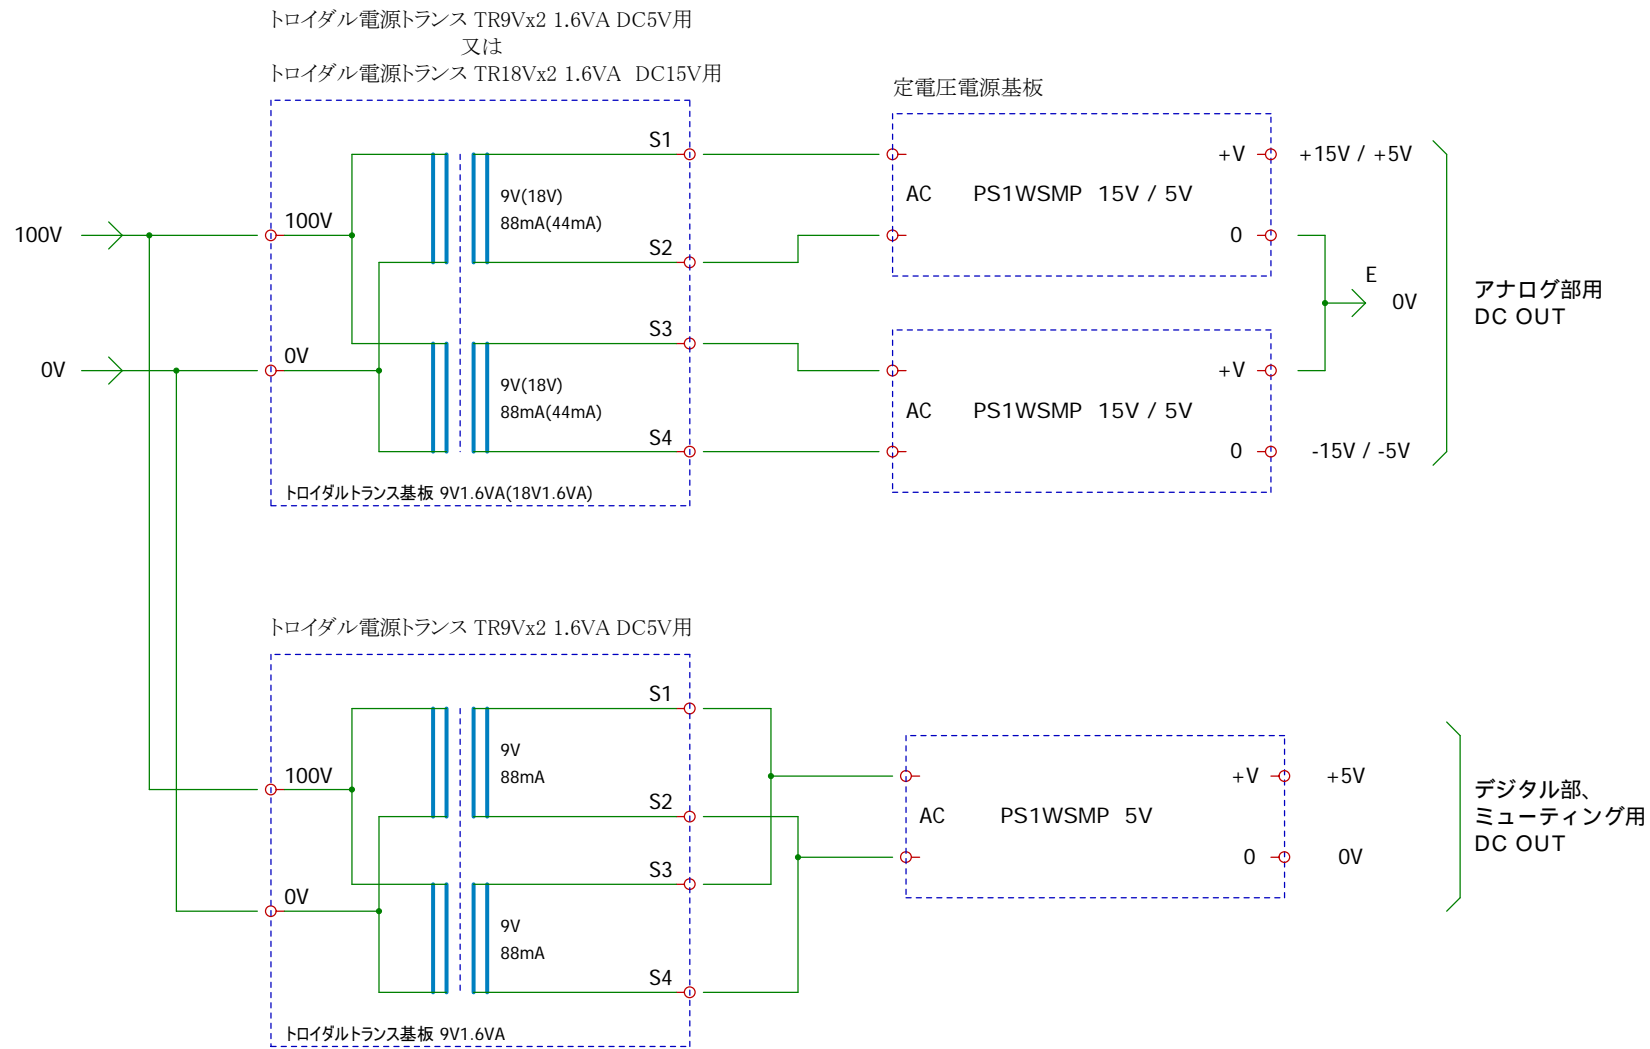 トロイダル電源トランス TR9Vx2 1.6VA DC5V用
又は
トロイダル電源トランス TR18Vx2 1.6VA DC15V用
定電圧電源基板
S1
+V
+15V / +5V
9V(18V)
AC PS1WSMP 15V / 5V
88mA(44mA)
100V
100V
S2
0
E
0V
アナログ部用
DC OUT
S3
0V
0V
+V
9V(18V)
88mA(44mA)
AC PS1WSMP 15V / 5V
S4
0
-15V / -5V
トロイダルトランス基板 9V1.6VA(18V1.6VA)
トロイダル電源トランス TR9Vx2 1.6VA DC5V用
S1
9V
88mA
100V
+V
+5V
S2
AC PS1WSMP 5V
デジタル部、
ミューティング用
DC OUT
S3
0
0V
0V
9V
88mA
S4
トロイダルトランス基板 9V1.6VA